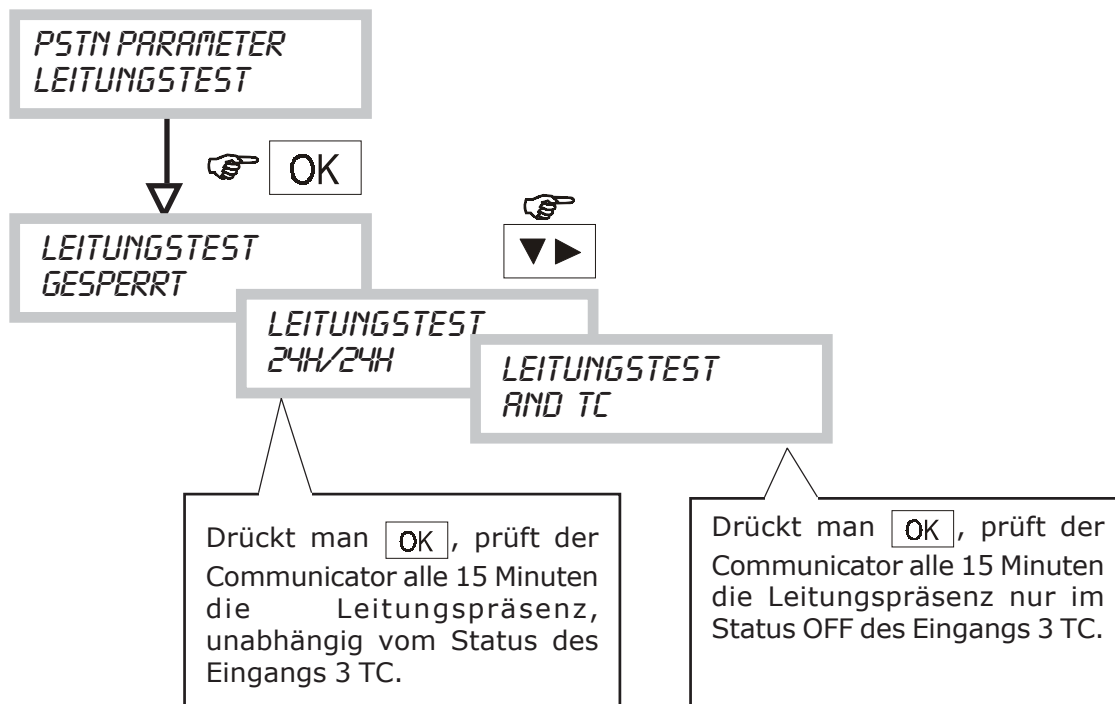 PSTN PARAMETER
LEITUNGSTEST
OK
LEITUNGSTEST
GESPERRT
LEITUNGSTEST
24H/24H
LEITUNGSTEST
AND TC
Drückt man OK, prüft der
Communicator alle 15 Minuten
die Leitungspräsenz,
unabhängig vom Status des
Eingangs 3 TC.
Drückt man OK, prüft der
Communicator alle 15 Minuten
die Leitungspräsenz nur im
Status OFF des Eingangs 3 TC.